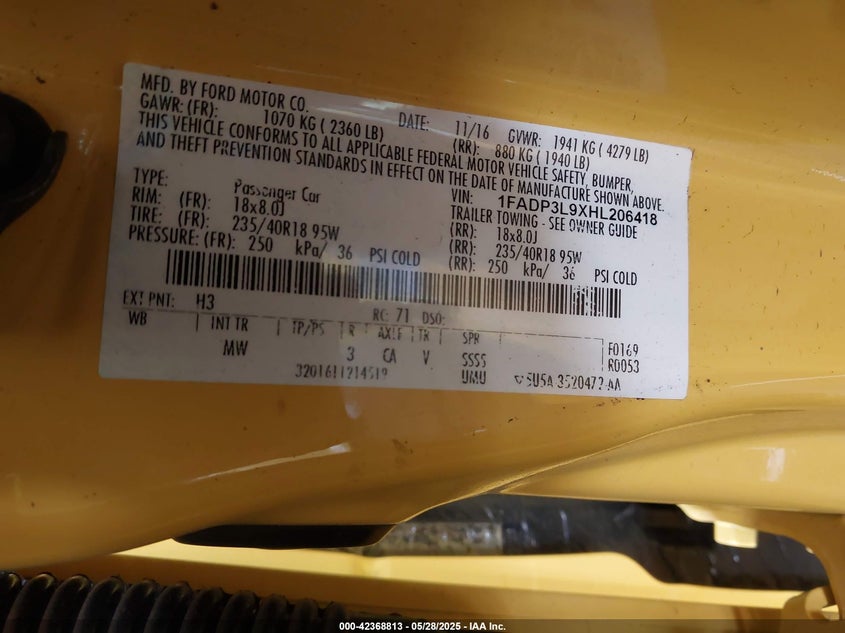 MFD. BY FORD MOTOR CO.
DATE: 11/16 GVWR: 1941 KG ( 4279 LB)
GAWR: (FR): 1070 KG ( 2360 LB) (RR): 880 KG ( 1940 LB)
THIS VEHICLE CONFORMS TO ALL APPLICABLE FEDERAL MOTOR VEHICLE SAFETY, BUMPER,
AND THEFT PREVENTION STANDARDS IN EFFECT ON THE DATE OF MANUFACTURE SHOWN ABOVE.
VIN: 1FADP3L9XHL206418
TYPE: Passenger Car TRAILER TOWING - SEE OWNER GUIDE
RIM: (FR): 18x8.0J (RR): 18x8.0J
TIRE: (FR): 235/40R18 95W (RR): 235/40R18 95W
PRESSURE: (FR): 250 kPa/ 36 PSI COLD (RR): 250 kPa/ 36 PSI COLD
EXT PNT: H3 RC: 71 DSO:
WB INT TR TP/PS R AXLE TR SPR F0169
MW 3 CA V SSSS R0053
3201611214519 UMU 5U5A 3520472 AA
000-42368813 - 05/28/2025 - IAA Inc.